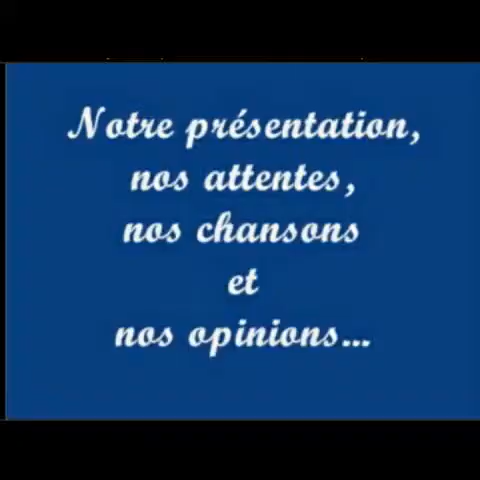 Notre présentation,
nos attentes,
nos chansons
et
nos opinions...